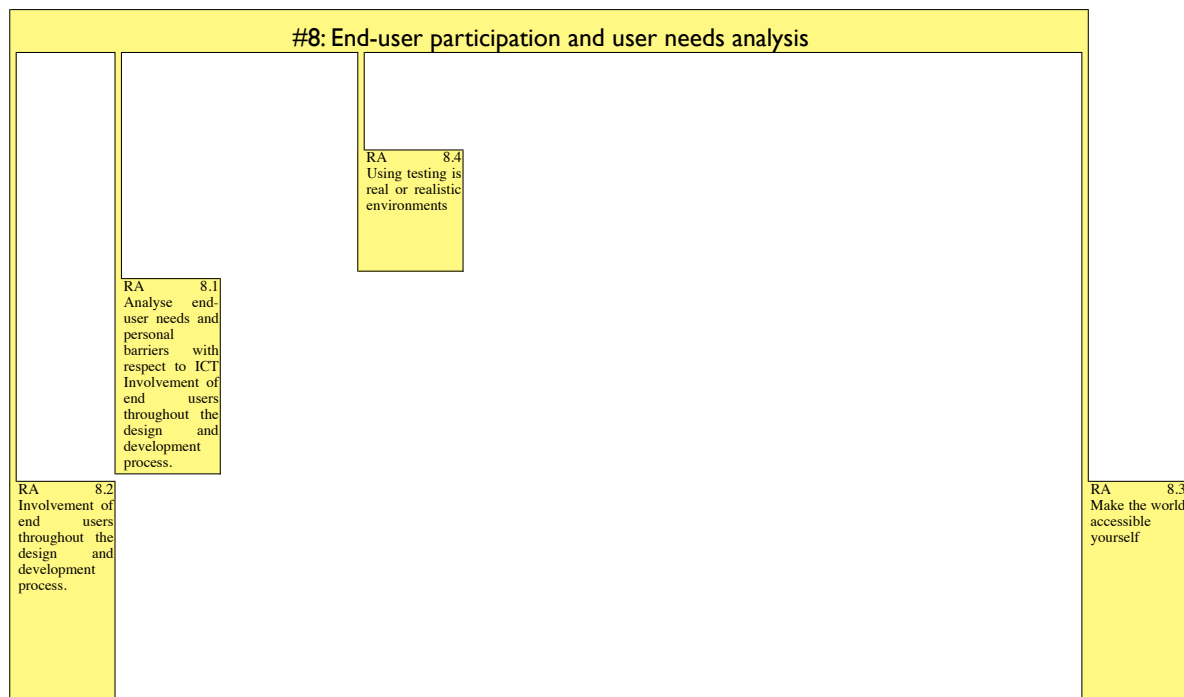 #8: End-user participation and user needs analysis
RA 8.4
Using testing is
real or realistic
environments
RA 8.1
Analyse end-
user needs and
personal
barriers with
respect to ICT
Involvement of
end users
throughout the
design and
development
process.
RA 8.2
Involvement of
end users
throughout the
design and
development
process.
RA 8.3
Make the world
accessible
yourself